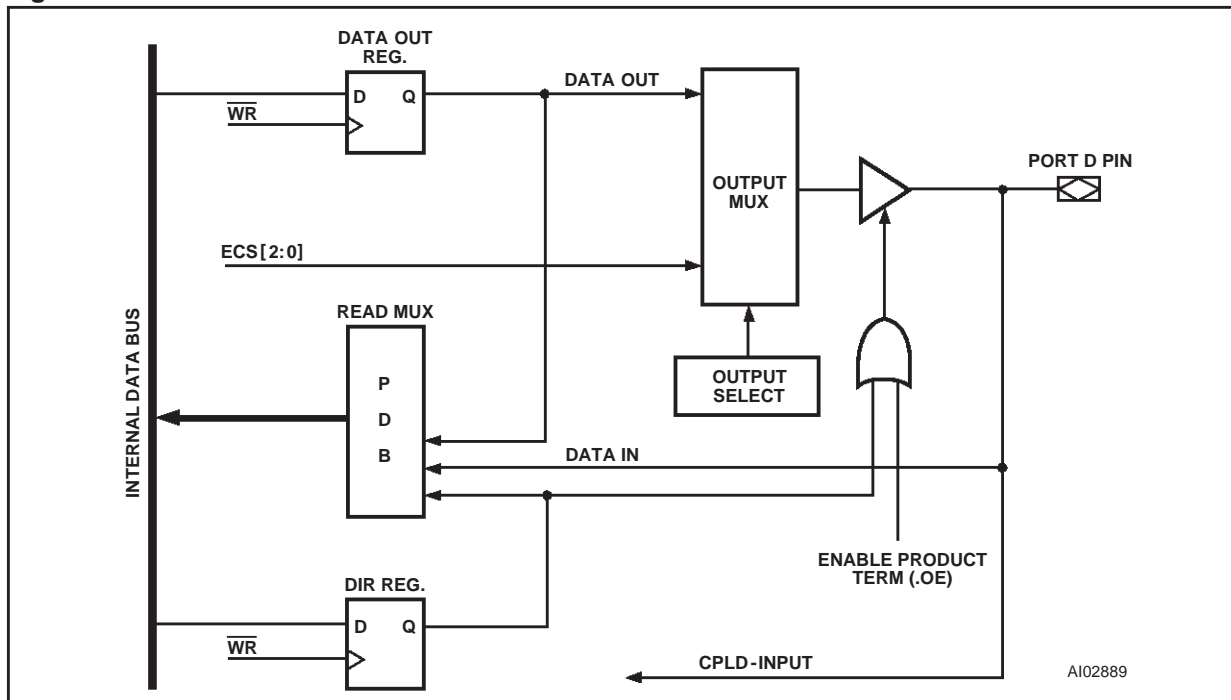 DATA OUT
REG.
D Q
WR
DATA OUT
OUTPUT
MUX
PORT D PIN
ECS[2:0]
READ MUX
P
D
B
OUTPUT
SELECT
INTERNAL DATA BUS
DATA IN
ENABLE PRODUCT
TERM (.OE)
DIR REG.
D Q
WR
CPLD-INPUT
AI02889